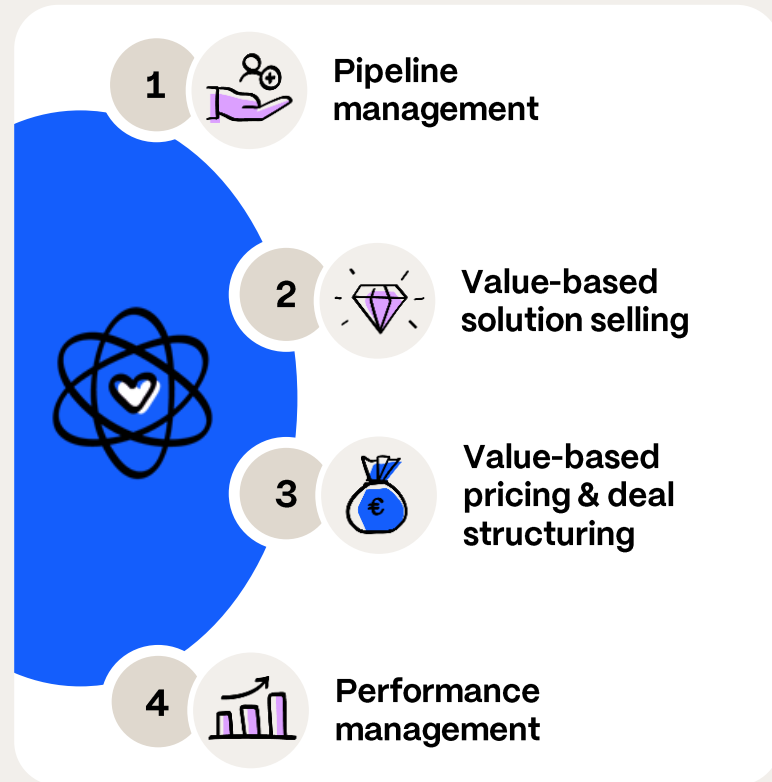 1
Pipeline
management
2
Value-based
solution selling
3
€
Value-based
pricing & deal
structuring
4
Performance
management